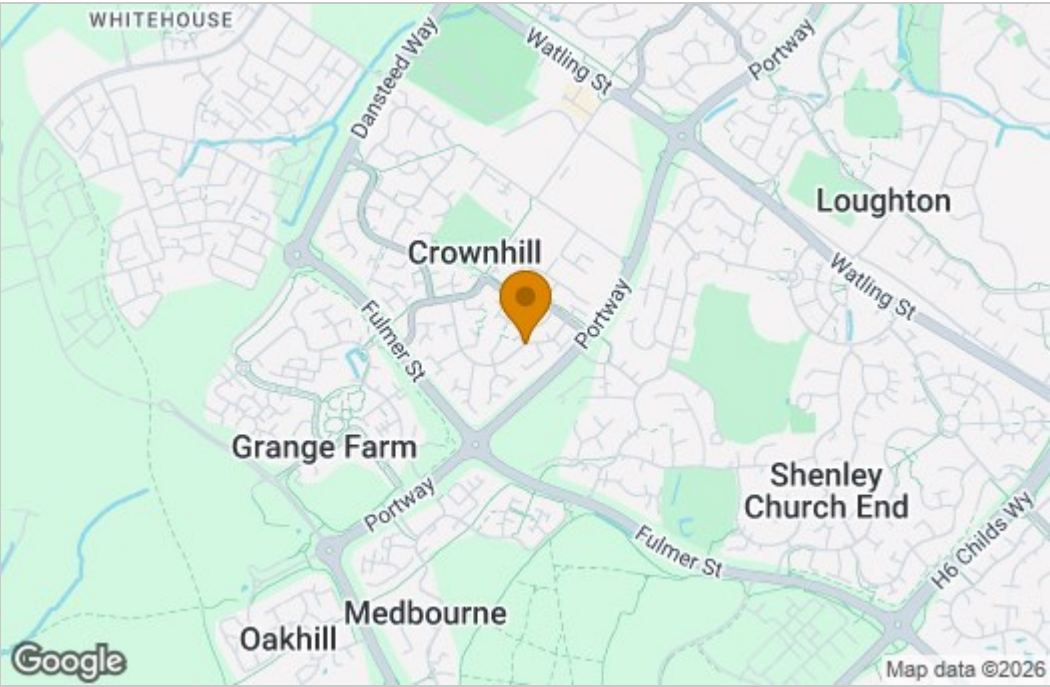 WHITEHOUSE
Dansteed Way
Watling St
Portway
Loughton
Crownhill
Watling St
Portway
Fulmer St
Grange Farm
Shenley
Church End
Portway
Fulmer St
H6 Childs Wy
Medbourne
Oakhill
Google
Map data ©2026